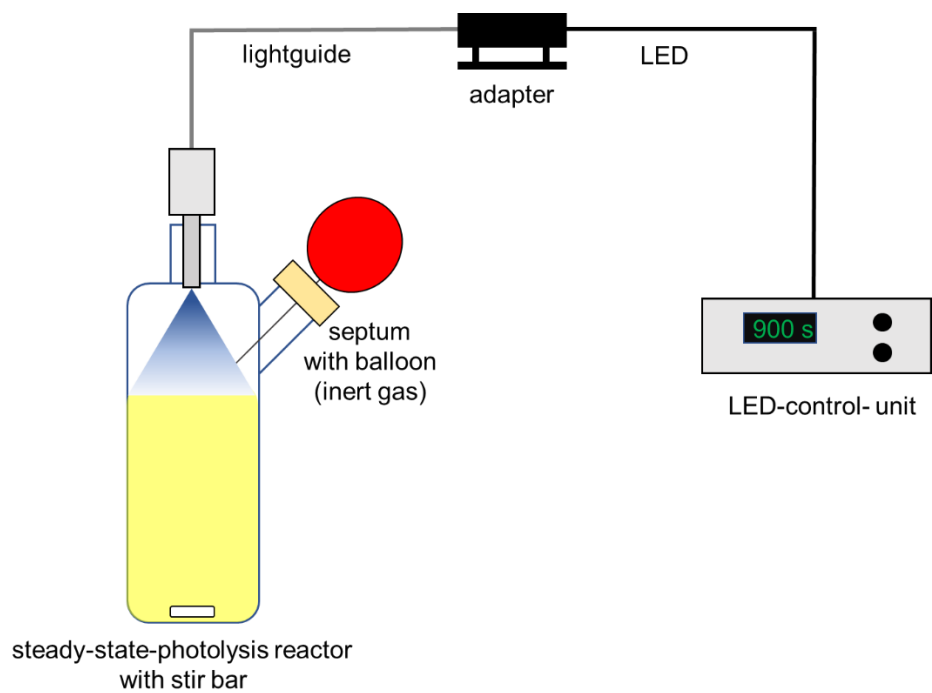 lightguide
LED
adapter
septum
with balloon
(inert gas)
900 s
LED-control- unit
steady-state-photolysis reactor
with stir bar